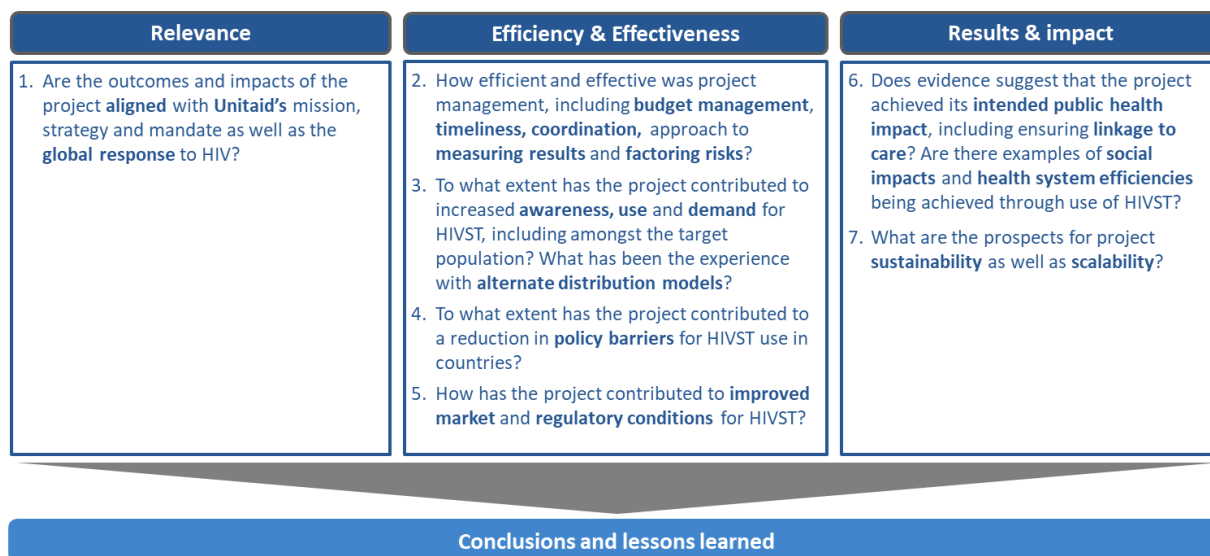 Relevance
1. Are the outcomes and impacts of the
project aligned with Unitaid's mission,
strategy and mandate as well as the
global response to HIV?
Efficiency & Effectiveness
2. How efficient and effective was project
management, including budget management,
timeliness, coordination, approach to
measuring results and factoring risks?
3. To what extent has the project contributed to
increased awareness, use and demand for
HIVST, including amongst the target
population? What has been the experience
with alternate distribution models?
4. To what extent has the project contributed to
a reduction in policy barriers for HIVST use in
countries?
5. How has the project contributed to improved
market and regulatory conditions for HIVST?
Results & impact
6. Does evidence suggest that the project
achieved its intended public health
impact, including ensuring linkage to
care? Are there examples of social
impacts and health system efficiencies
being achieved through use of HIVST?
7. What are the prospects for project
sustainability as well as scalability?
Conclusions and lessons learned